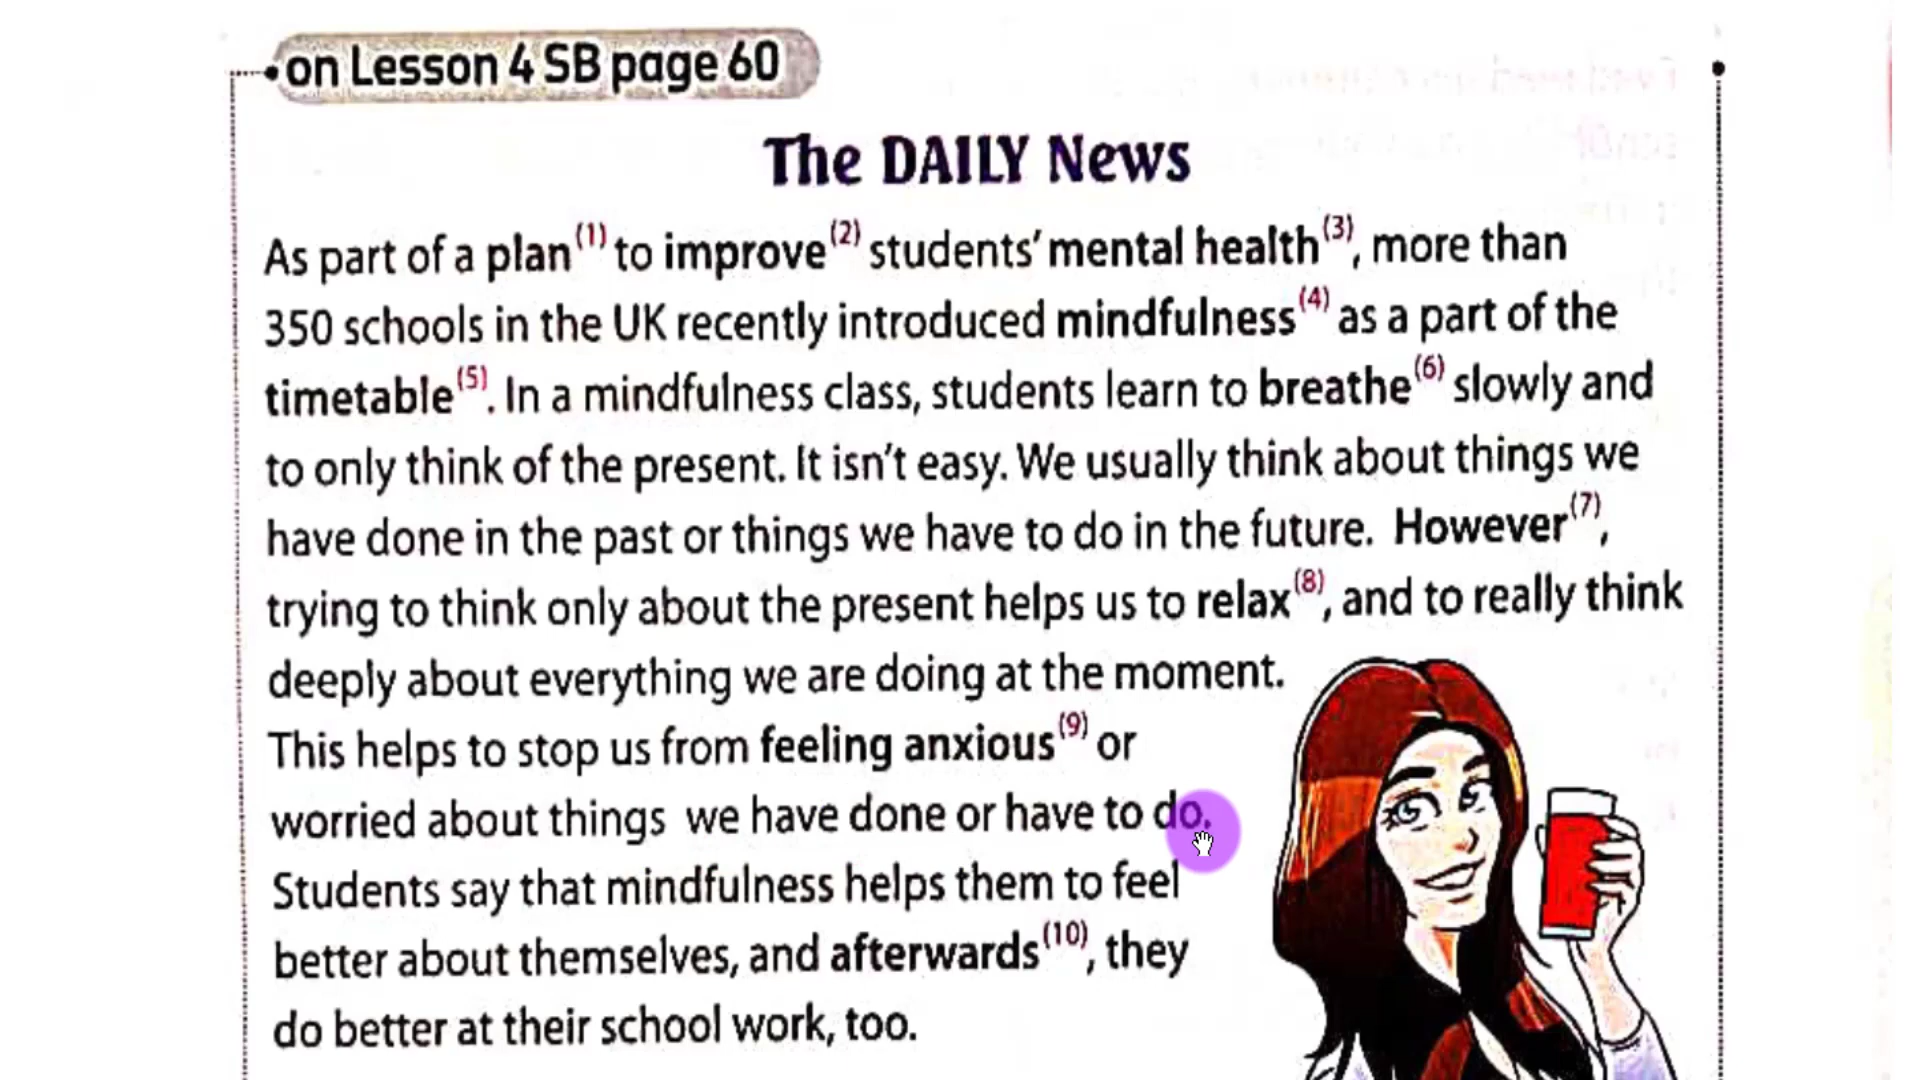 on Lesson 4 SB page 60
The DAILY News
As part of a plan(1) to improve(2) students' mental health(3), more than
350 schools in the UK recently introduced mindfulness(4) as a part of the
timetable(5). In a mindfulness class, students learn to breathe(6) slowly and
to only think of the present. It isn't easy. We usually think about things we
have done in the past or things we have to do in the future. However(7),
trying to think only about the present helps us to relax(8), and to really think
deeply about everything we are doing at the moment.
This helps to stop us from feeling anxious(9) or
worried about things we have done or have to do.
Students say that mindfulness helps them to feel
better about themselves, and afterwards(10), they
do better at their school work, too.